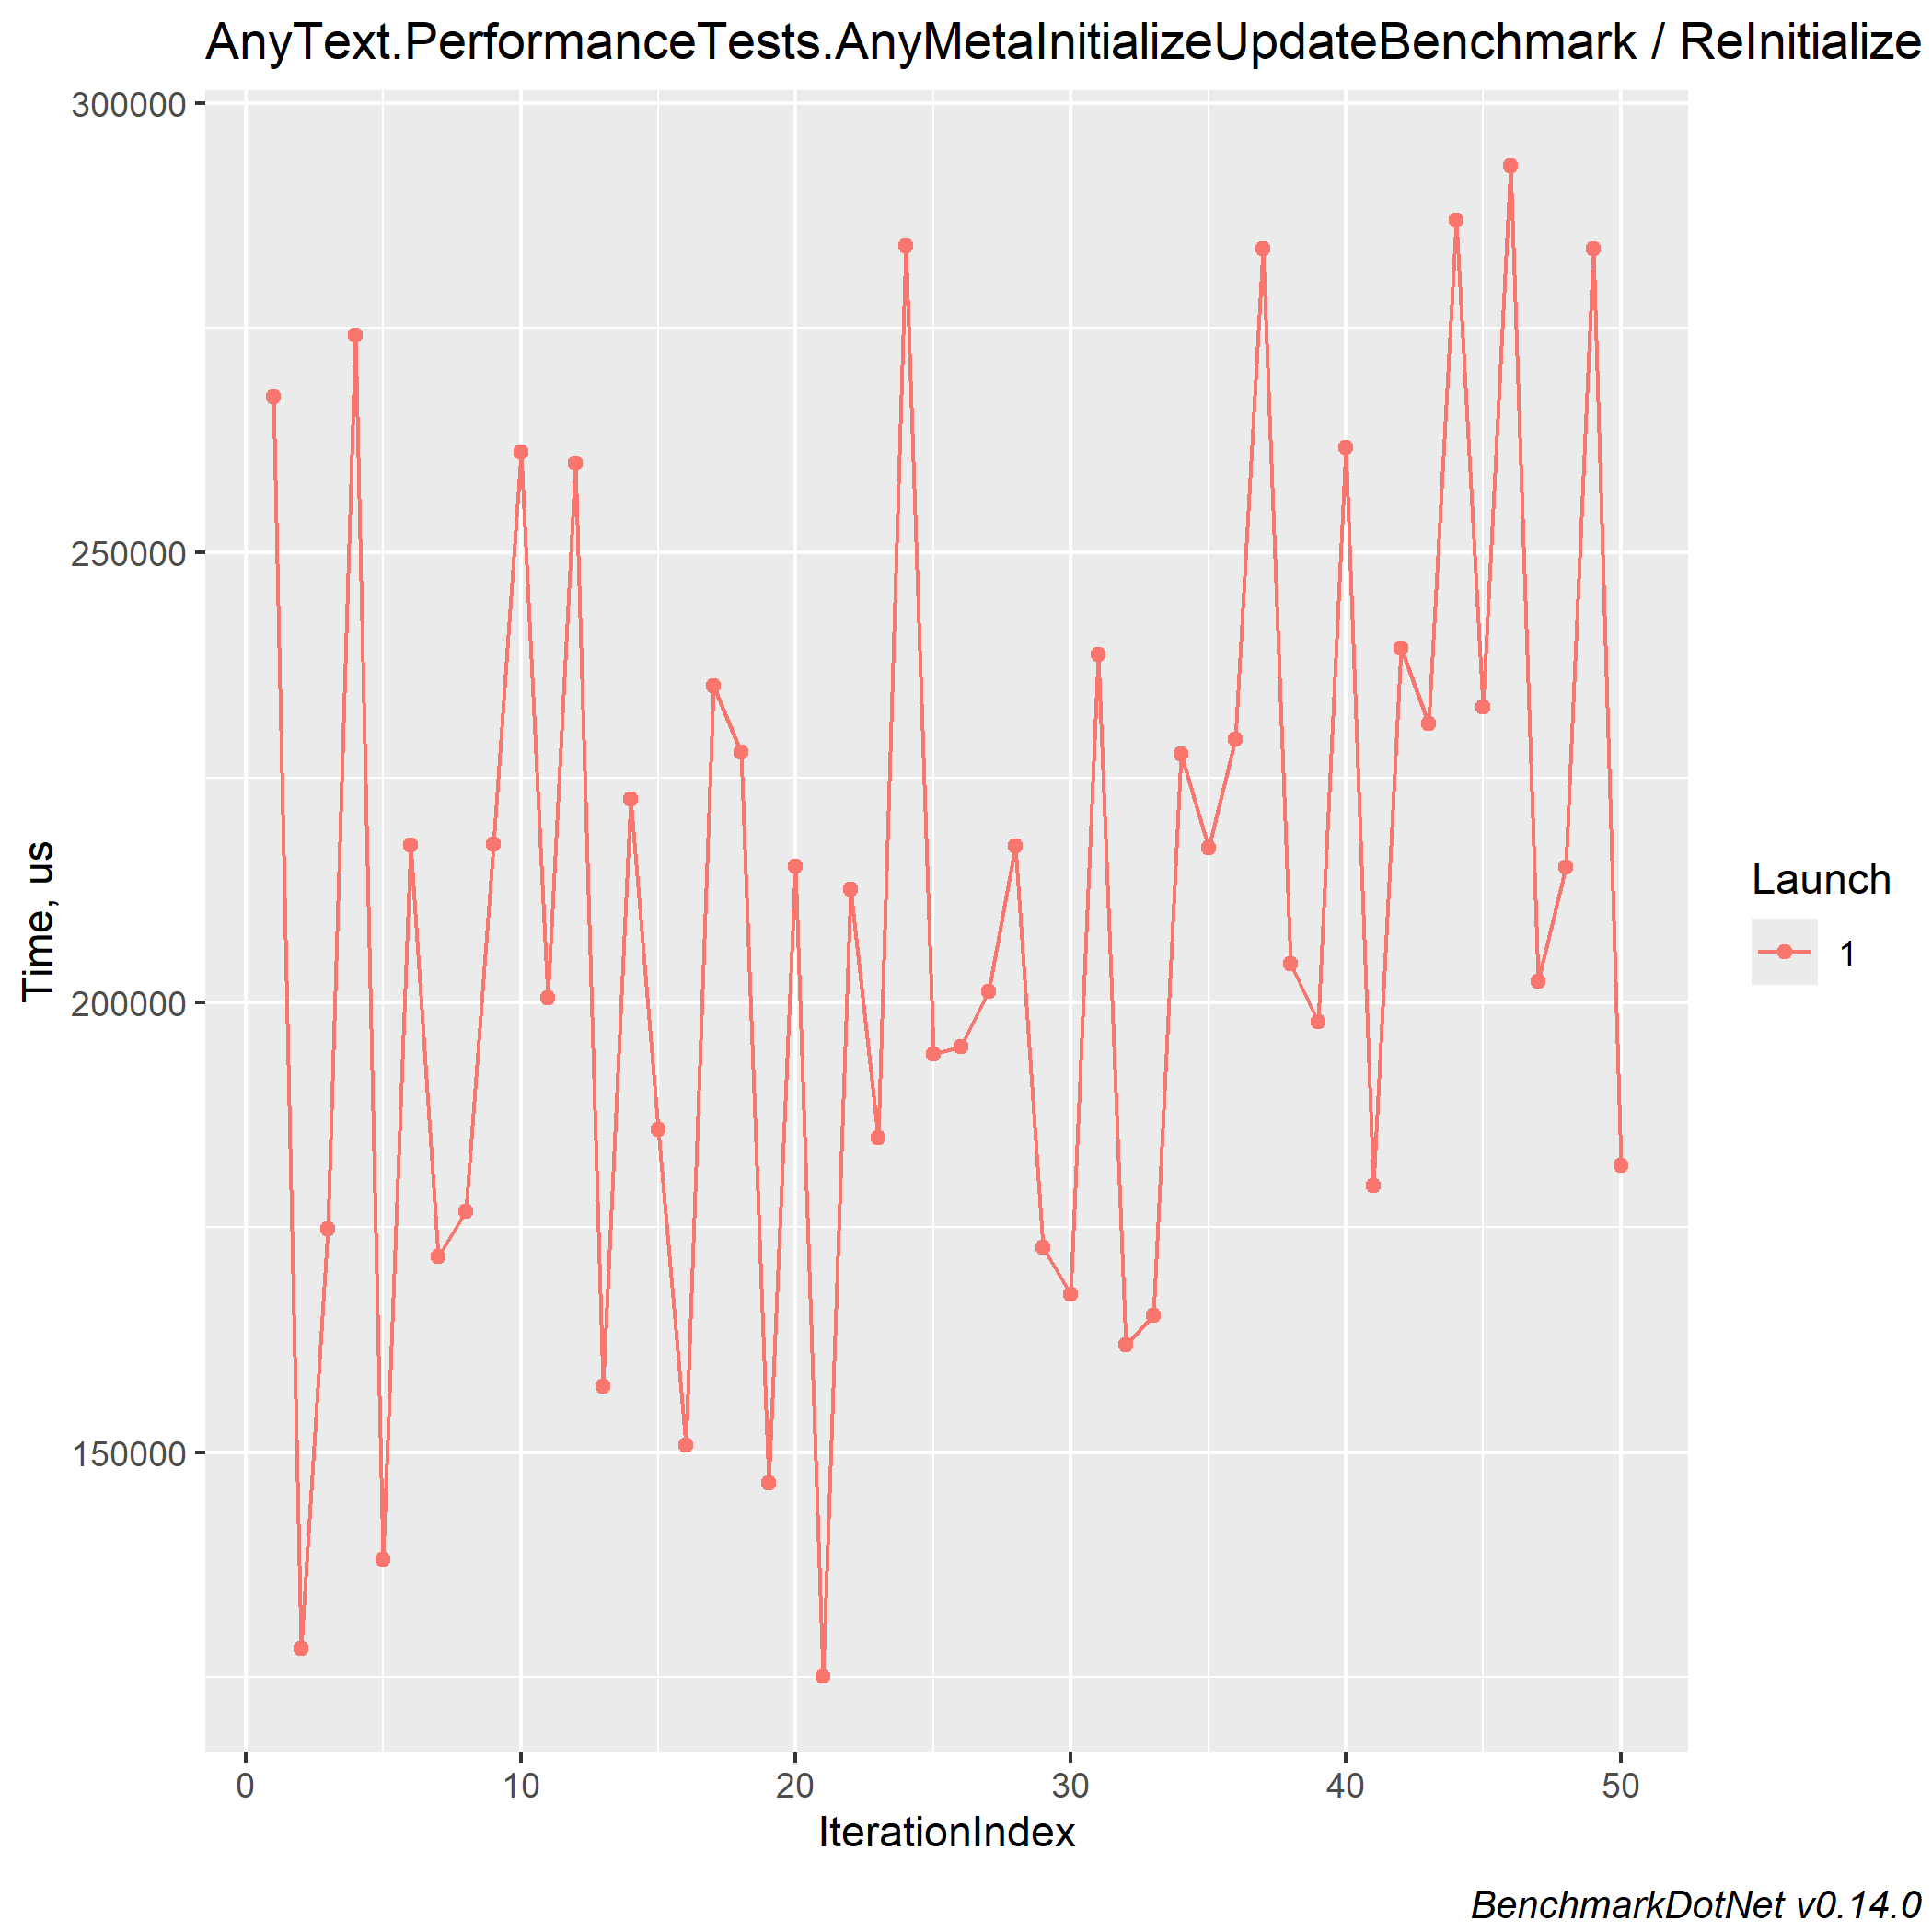 AnyText.PerformanceTests.AnyMetaInitializeUpdateBenchmark / ReInitialize
300000
250000
200000
150000
Time, us
0 10 20 30 40 50
IterationIndex
Launch
1
BenchmarkDotNet v0.14.0